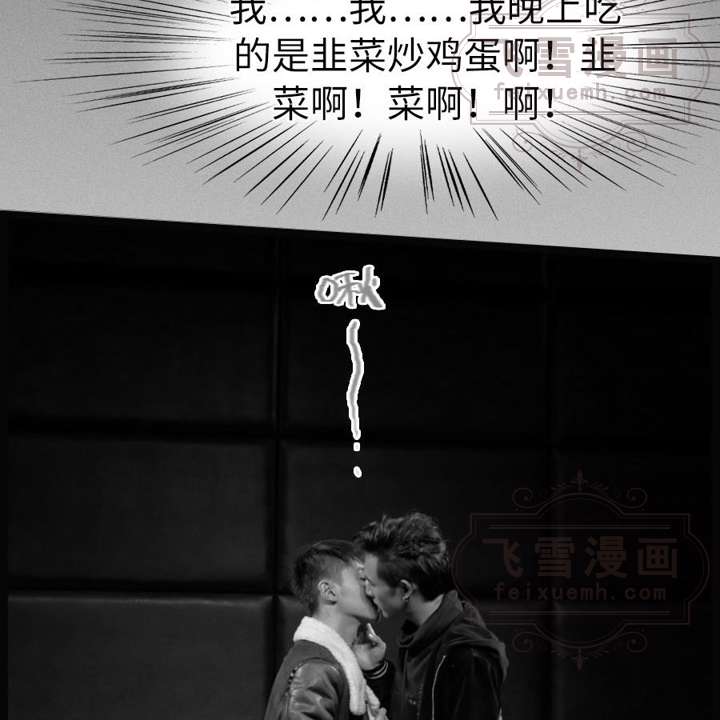 我……我……我晚上吃
的是韭菜炒鸡蛋啊！韭
菜啊！菜啊！啊！
飞雪漫画
feixuemh.com
啾
飞雪漫画
feixuemh.com